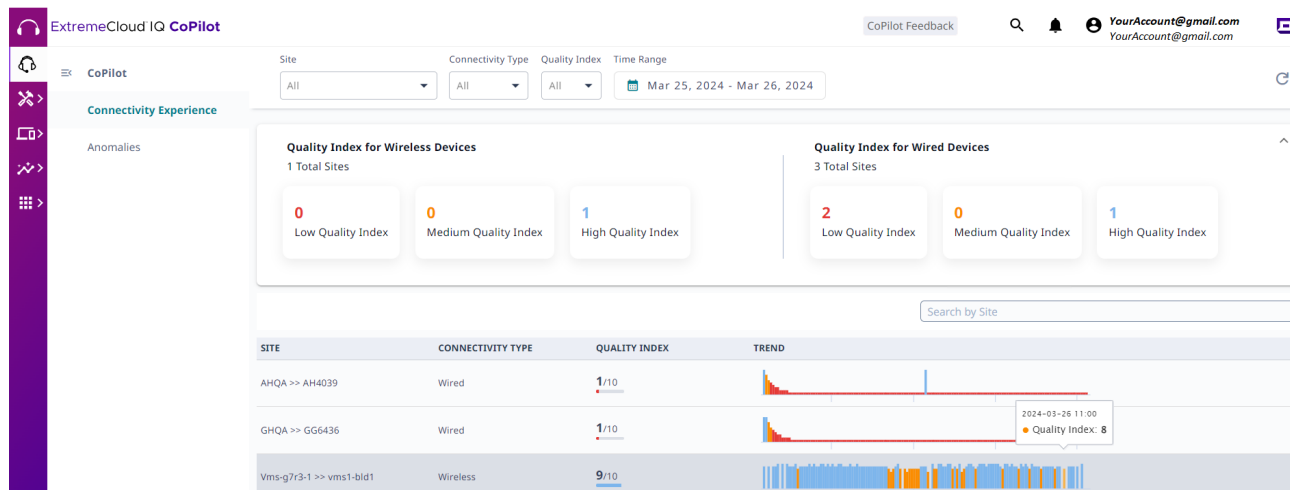 ExtremeCloud IQ CoPilot
CoPilot Feedback
YourAccount@gmail.com
YourAccount@gmail.com
CoPilot
Connectivity Experience
Anomalies
Site
Connectivity Type
Quality Index
Time Range
All
All
All
Mar 25, 2024 - Mar 26, 2024
Quality Index for Wireless Devices
1 Total Sites
0
Low Quality Index
0
Medium Quality Index
1
High Quality Index
Quality Index for Wired Devices
3 Total Sites
2
Low Quality Index
0
Medium Quality Index
1
High Quality Index
Search by Site
SITE CONNECTIVITY TYPE QUALITY INDEX TREND
AHQA >> AH4039 Wired 1/10
GHQA >> GG6436 Wired 1/10
2024-03-26 11:00
Quality Index: 8
Vms-g7r3-1 >> vms1-bld1 Wireless 9/10